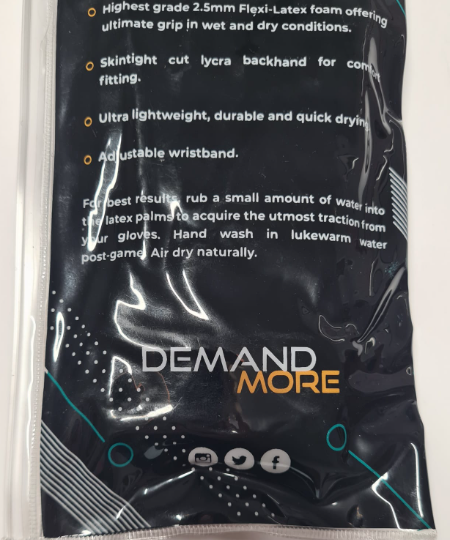 Highest grade 2.5mm Flexi-Latex foam offering
ultimate grip in wet and dry conditions.
Skintight cut lycra backhand for comfort
fitting.
Ultra lightweight, durable and quick drying.
Adjustable wristband.
For best results, rub a small amount of water into
the latex palms to acquire the utmost traction from
your gloves. Hand wash in lukewarm water
post-game. Air dry naturally.
DEMAND
MORE